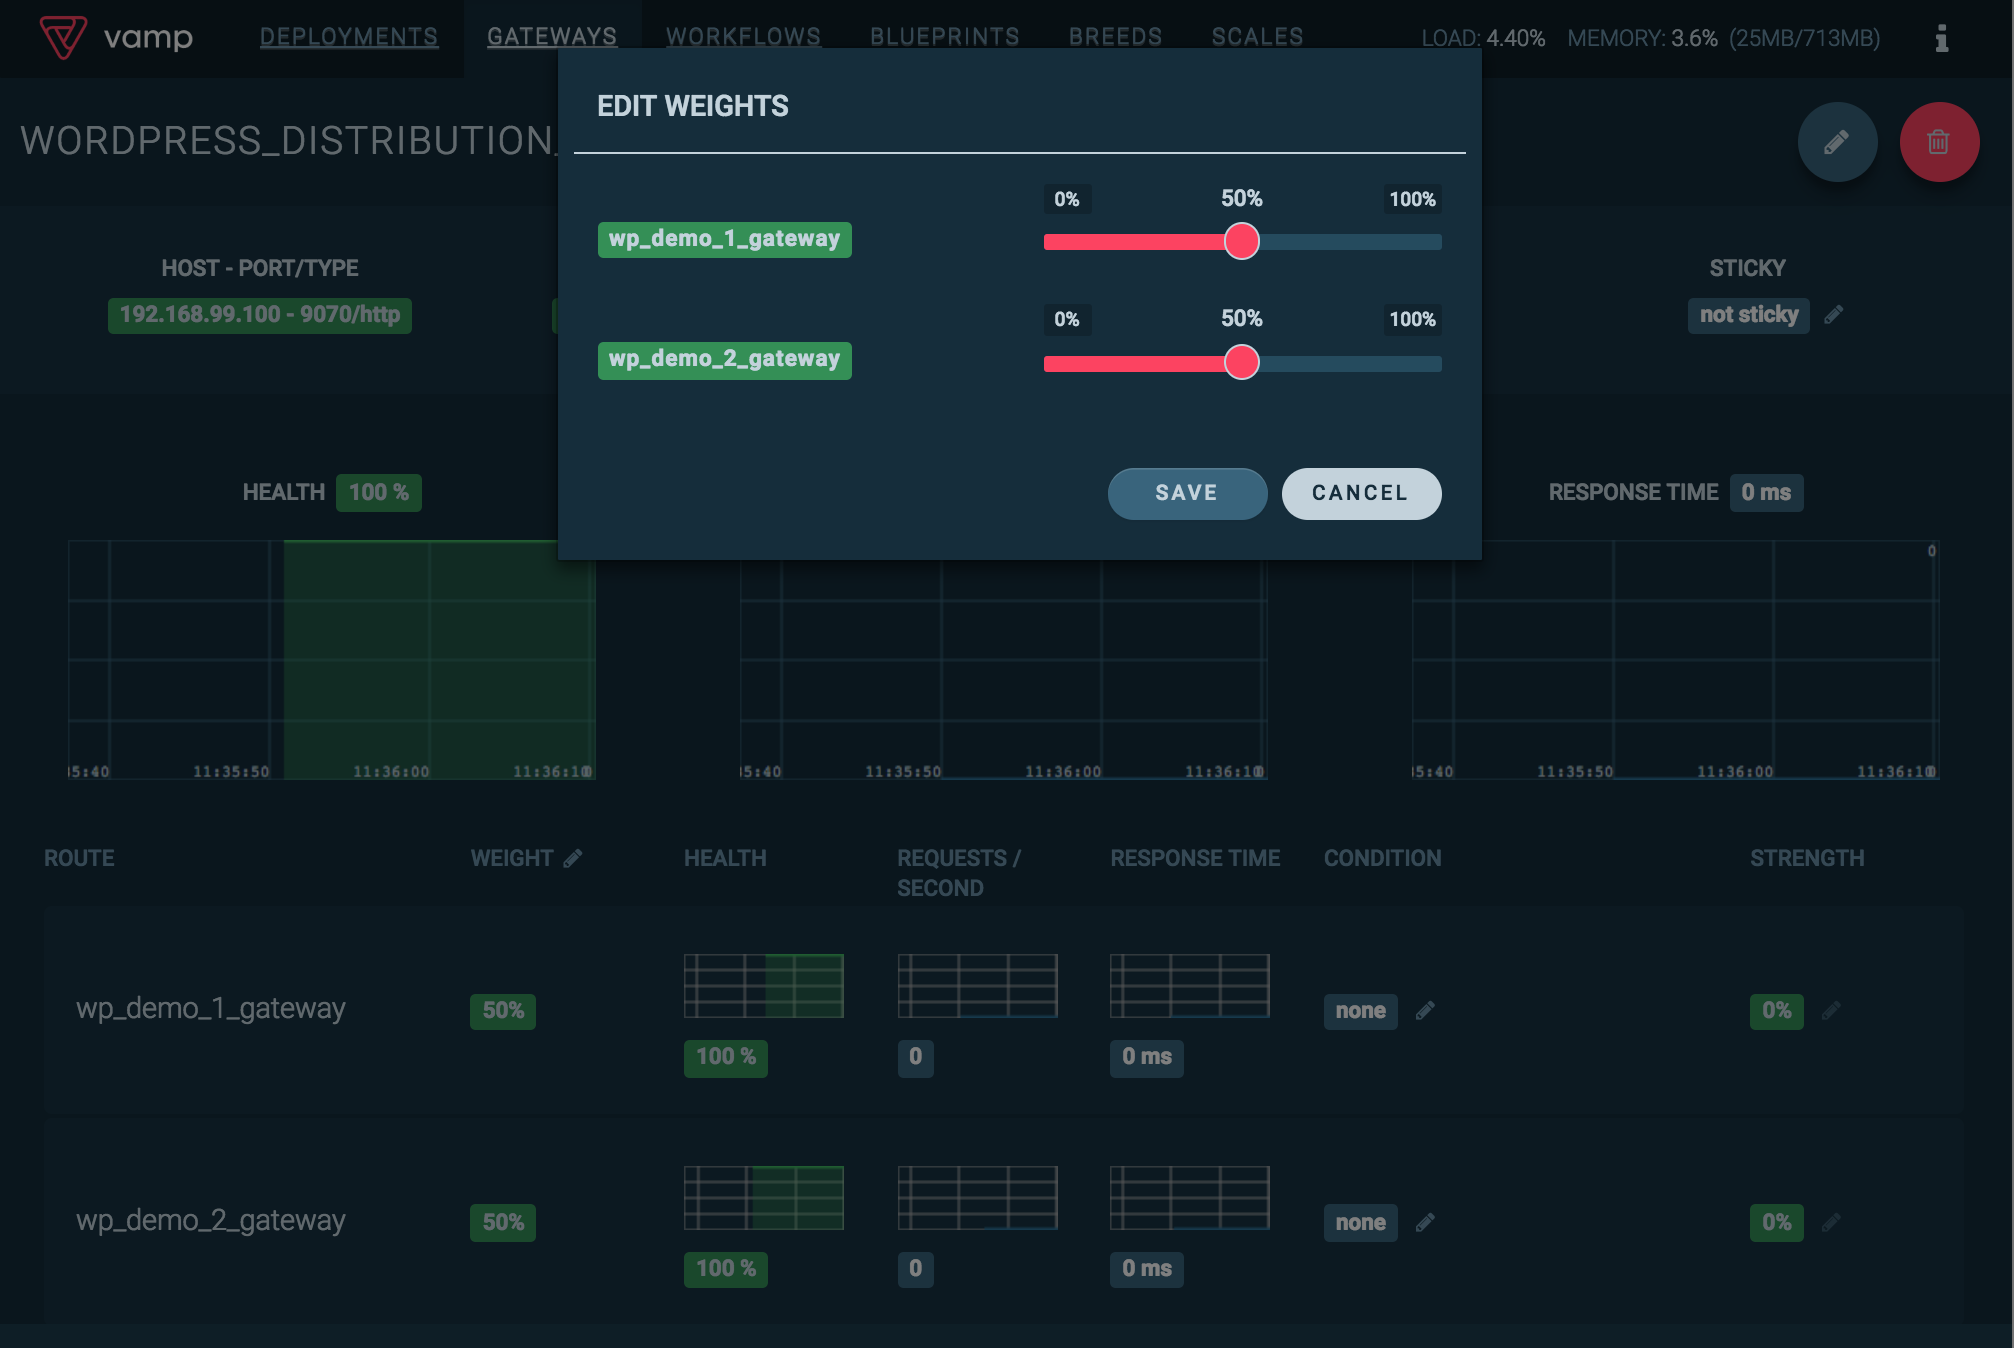 vamp DEPLOYMENTS GATEWAYS WORKFLOWS BLUEPRINTS BREEDS SCALES LOAD: 4.40% MEMORY: 3.6% (25MB/713MB)
WORDPRESS_DISTRIBUTION_
EDIT WEIGHTS
0% 50% 100%
wp_demo_1_gateway
0% 50% 100%
wp_demo_2_gateway
SAVE CANCEL
HOST - PORT/TYPE STICKY
192.168.99.100 - 9070/http not sticky
HEALTH 100 % RESPONSE TIME 0 ms
0
5:40 11:35:50 11:36:00 11:36:10 5:40 11:35:50 11:36:00 11:36:10 5:40 11:35:50 11:36:00 11:36:10
ROUTE WEIGHT HEALTH REQUESTS / SECOND RESPONSE TIME CONDITION STRENGTH
wp_demo_1_gateway 50% 100 % 0 0 ms none 0%
wp_demo_2_gateway 50% 100 % 0 0 ms none 0%